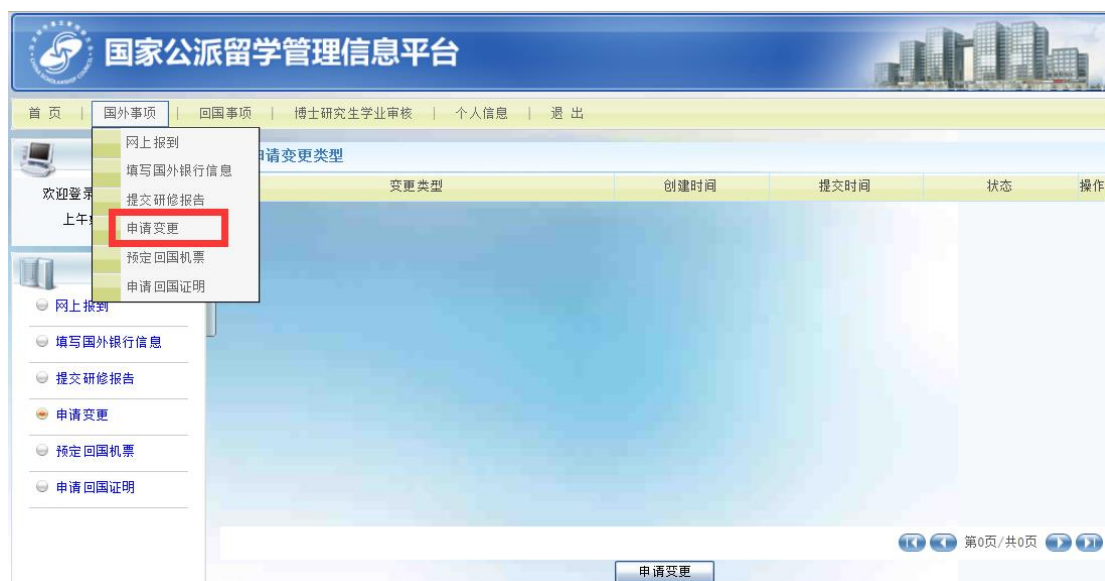 国家公派留学管理信息平台
首 页 | 国外事项 | 回国事项 | 博士研究生学业审核 | 个人信息 | 退 出
网上报到
填写国外银行信息
提交研修报告
申请变更
预定回国机票
申请回国证明
请变更类型
变更类型 创建时间 提交时间 状态 操作
欢迎登录
上午
网上报到
填写国外银行信息
提交研修报告
申请变更
预定回国机票
申请回国证明
第0页/共0页
申请变更